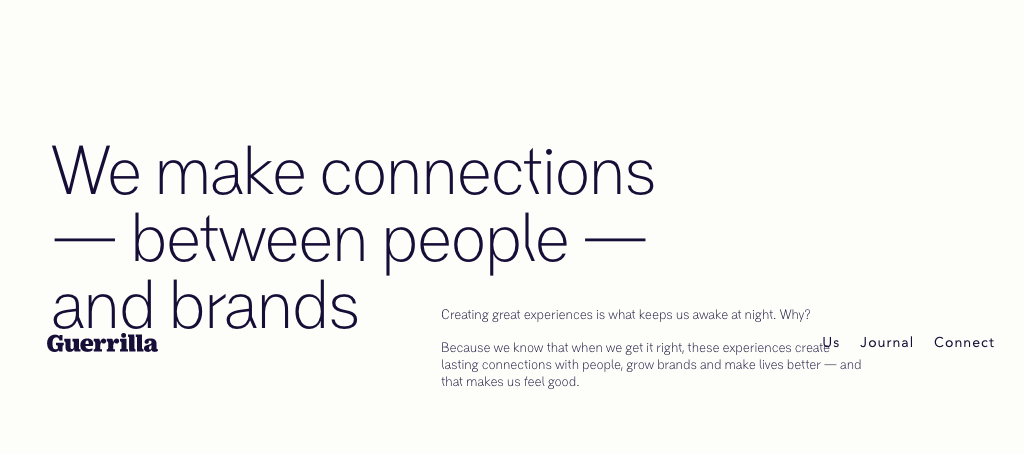 We make connections
— between people —
and brands
Guerrilla
Creating great experiences is what keeps us awake at night. Why?
Because we know that when we get it right, these experiences create
lasting connections with people, grow brands and make lives better — and
that makes us feel good.
Us Journal Connect